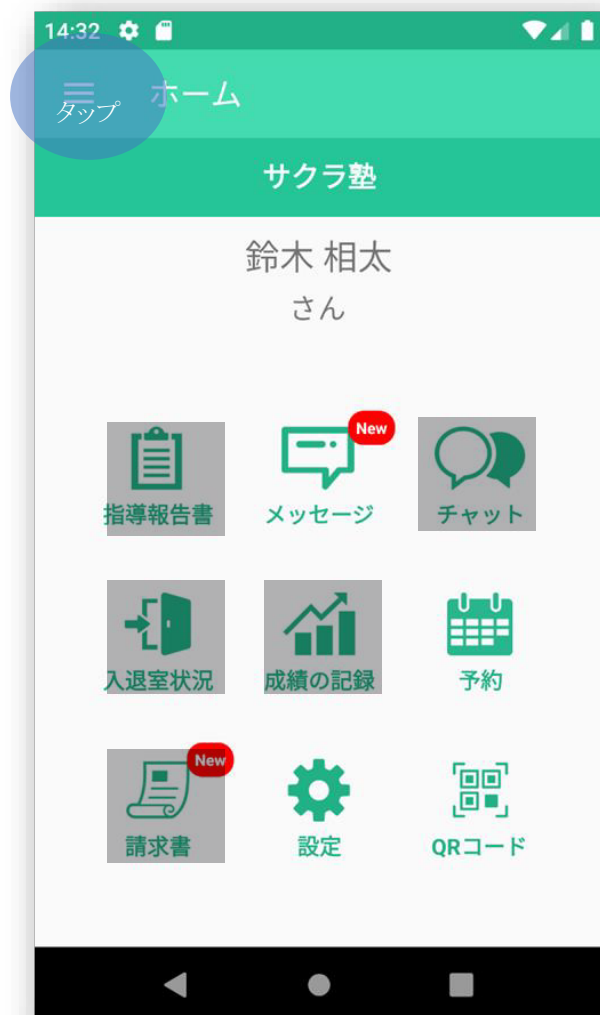 14:32
タップ
ホーム
サクラ塾
鈴木 相太
さん
New
指導報告書 メッセージ チャット
入退室状況 成績の記録 予約
New
請求書 設定 QRコード